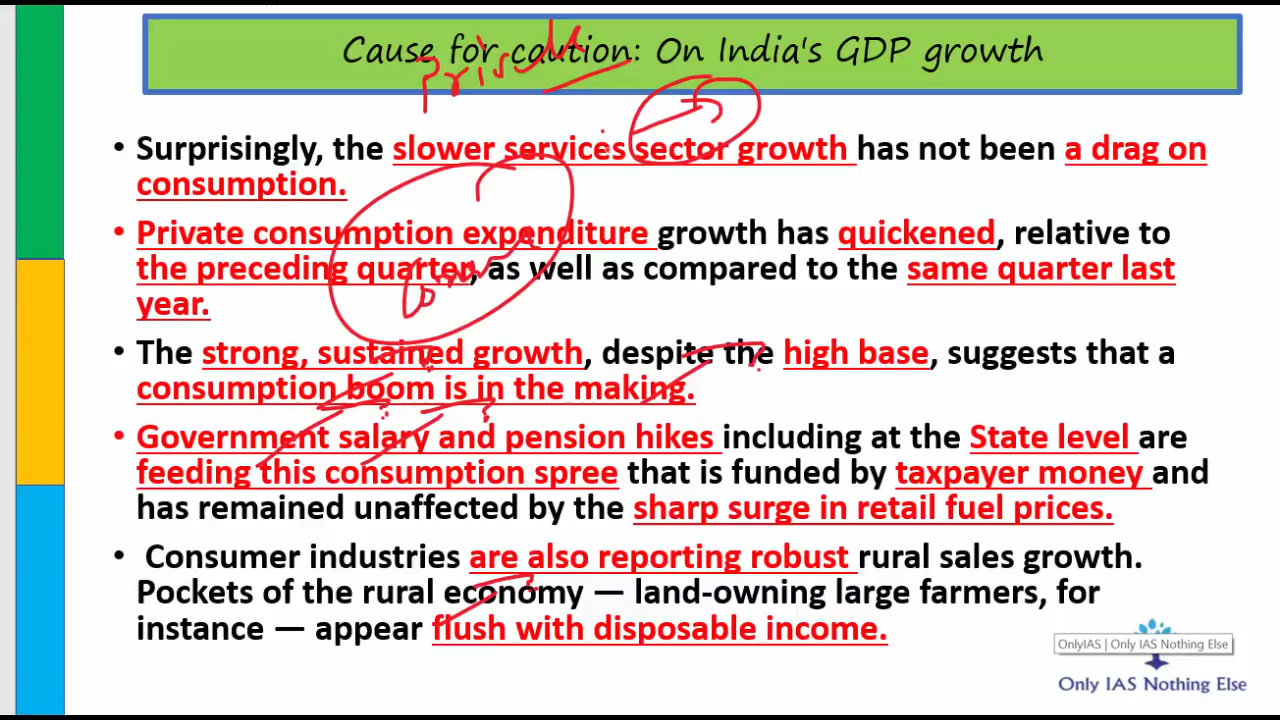 Cause for caution: On India's GDP growth
• Surprisingly, the slower services sector growth has not been a drag on
consumption.
• Private consumption expenditure growth has quickened, relative to
the preceding quarter, as well as compared to the same quarter last
year.
• The strong, sustained growth, despite the high base, suggests that a
consumption boom is in the making.
• Government salary and pension hikes including at the State level are
feeding this consumption spree that is funded by taxpayer money and
has remained unaffected by the sharp surge in retail fuel prices.
• Consumer industries are also reporting robust rural sales growth.
Pockets of the rural economy — land-owning large farmers, for
instance — appear flush with disposable income.
OnlyIAS | Only IAS Nothing Else
Only IAS Nothing Else